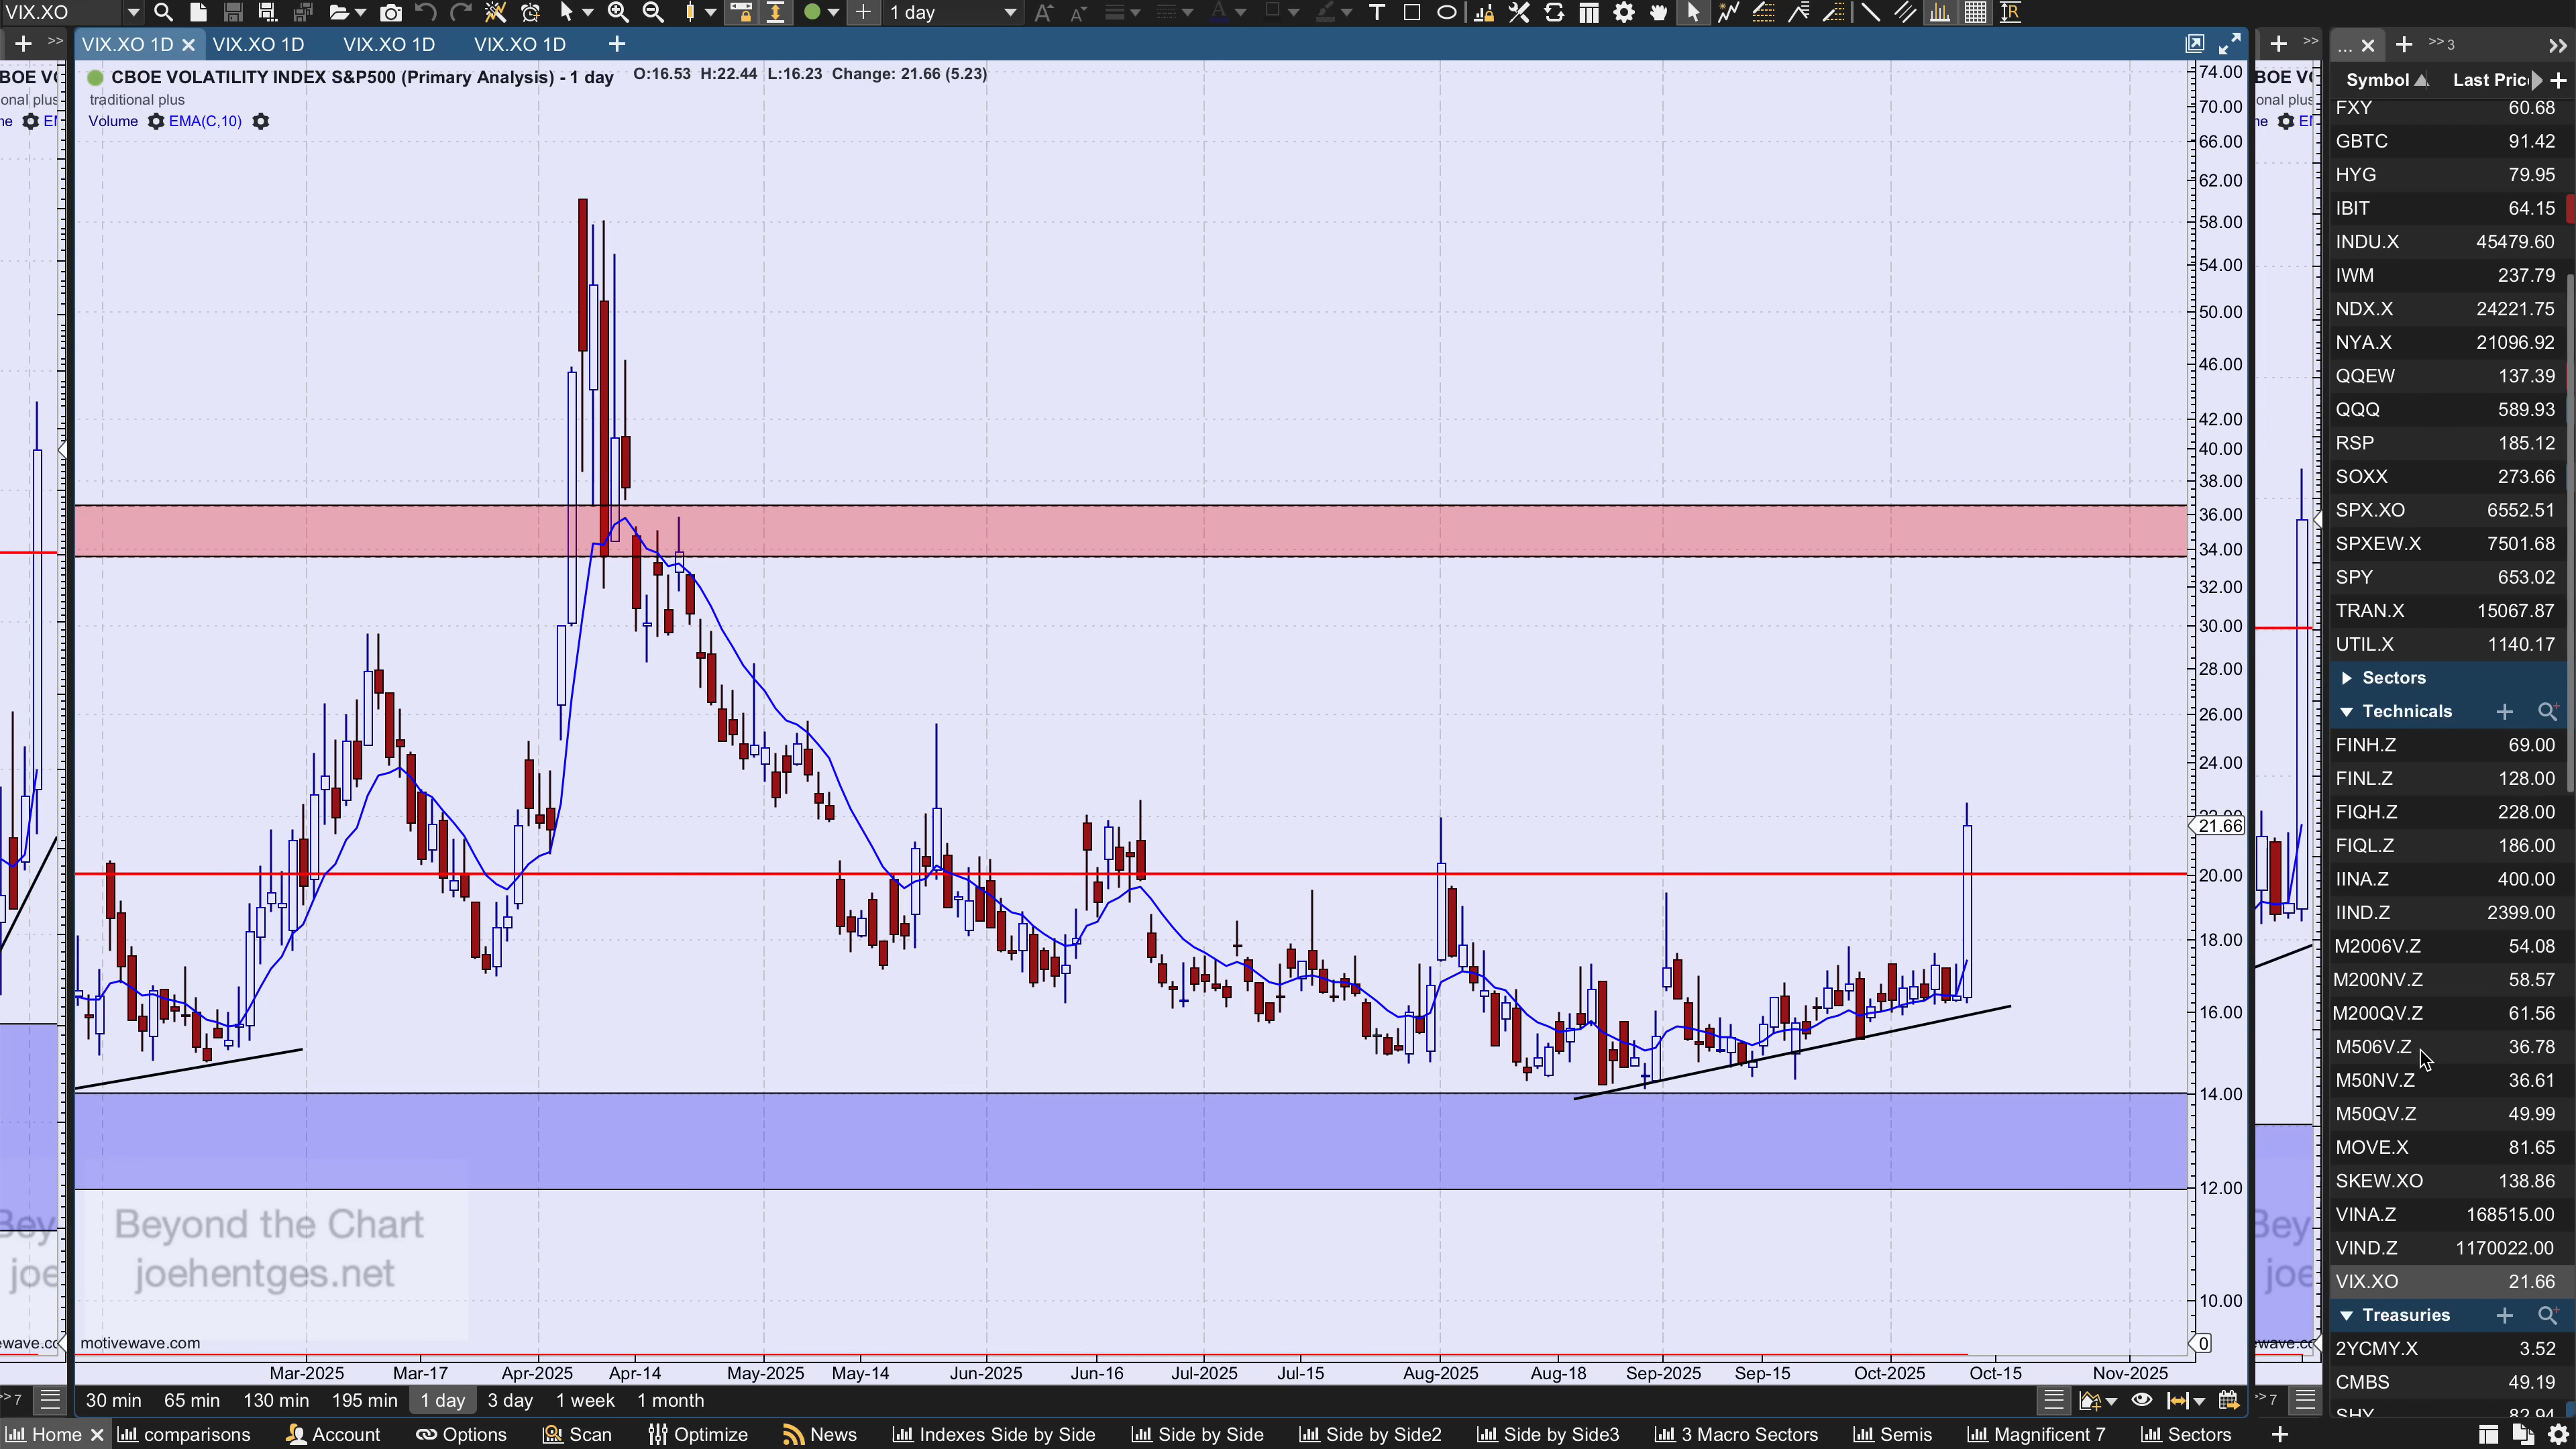 VIX.XO
1 day
VIX.XO 1D
VIX.XO 1D
VIX.XO 1D
VIX.XO 1D
CBOE VOLATILITY INDEX S&P500 (Primary Analysis) - 1 day O:16.53 H:22.44 L:16.23 Change: 21.66 (5.23)
traditional plus
Volume EMA(C,10)
74.00
70.00
66.00
62.00
58.00
54.00
50.00
46.00
42.00
40.00
38.00
36.00
34.00
32.00
30.00
28.00
26.00
24.00
21.66
20.00
18.00
16.00
14.00
12.00
10.00
0
Beyond the Chart
joehentges.net
motivewave.com
Mar-2025 Mar-17 Apr-2025 Apr-14 May-2025 May-14 Jun-2025 Jun-16 Jul-2025 Jul-15 Aug-2025 Aug-18 Sep-2025 Sep-15 Oct-2025 Oct-15 Nov-2025
30 min 65 min 130 min 195 min 1 day 3 day 1 week 1 month
Home comparisons Account Options Scan Optimize News Indexes Side by Side Side by Side Side by Side2 Side by Side3 3 Macro Sectors Semis Magnificent 7 Sectors
Symbol Last Pric
FXY 60.68
GBTC 91.42
HYG 79.95
IBIT 64.15
INDU.X 45479.60
IWM 237.79
NDX.X 24221.75
NYA.X 21096.92
QQEW 137.39
QQQ 589.93
RSP 185.12
SOXX 273.66
SPX.XO 6552.51
SPXEW.X 7501.68
SPY 653.02
TRAN.X 15067.87
UTIL.X 1140.17
Sectors
Technicals
FINH.Z 69.00
FINL.Z 128.00
FIQH.Z 228.00
FIQL.Z 186.00
IINA.Z 400.00
IIND.Z 2399.00
M2006V.Z 54.08
M200NV.Z 58.57
M200QV.Z 61.56
M506V.Z 36.78
M50NV.Z 36.61
M50QV.Z 49.99
MOVE.X 81.65
SKEW.XO 138.86
VINA.Z 168515.00
VIND.Z 1170022.00
VIX.XO 21.66
Treasuries
2YCMY.X 3.52
CMBS 49.19
SHY 82.94